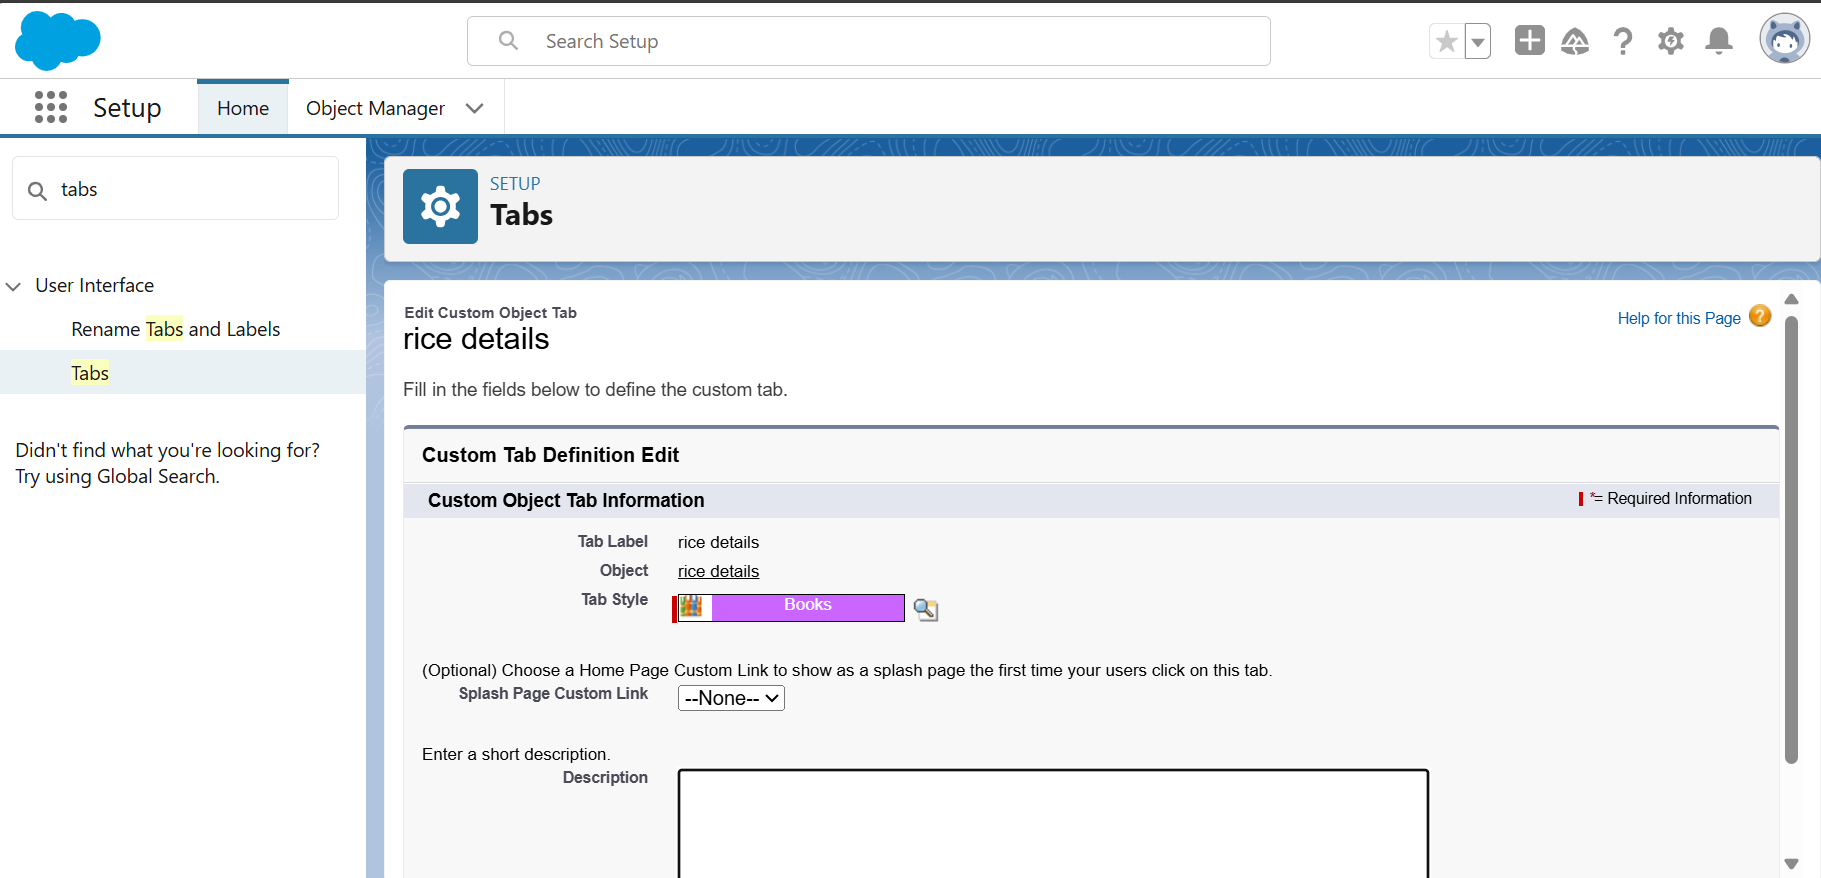 Search Setup
Setup
Home
Object Manager
tabs
User Interface
Rename Tabs and Labels
Tabs
Didn't find what you're looking for?
Try using Global Search.
SETUP
Tabs
Edit Custom Object Tab
rice details
Help for this Page
Fill in the fields below to define the custom tab.
Custom Tab Definition Edit
Custom Object Tab Information
*= Required Information
Tab Label rice details
Object rice details
Tab Style Books
(Optional) Choose a Home Page Custom Link to show as a splash page the first time your users click on this tab.
Splash Page Custom Link --None--
Enter a short description.
Description